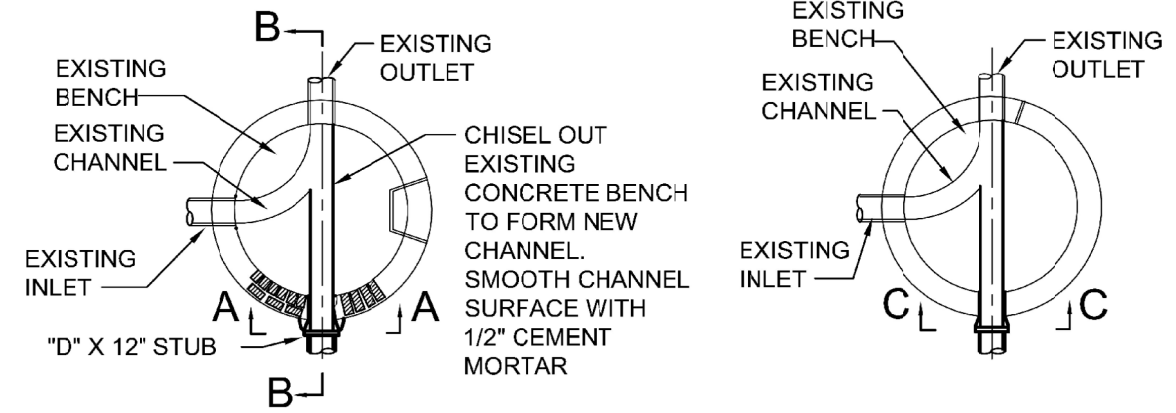 B
EXISTING
OUTLET
EXISTING
BENCH
EXISTING
CHANNEL
CHISEL OUT
EXISTING
CONCRETE BENCH
TO FORM NEW
CHANNEL.
SMOOTH CHANNEL
SURFACE WITH
1/2" CEMENT
MORTAR
EXISTING
INLET
A
A
"D" X 12" STUB
B
EXISTING
BENCH
EXISTING
OUTLET
EXISTING
CHANNEL
EXISTING
INLET
C
C